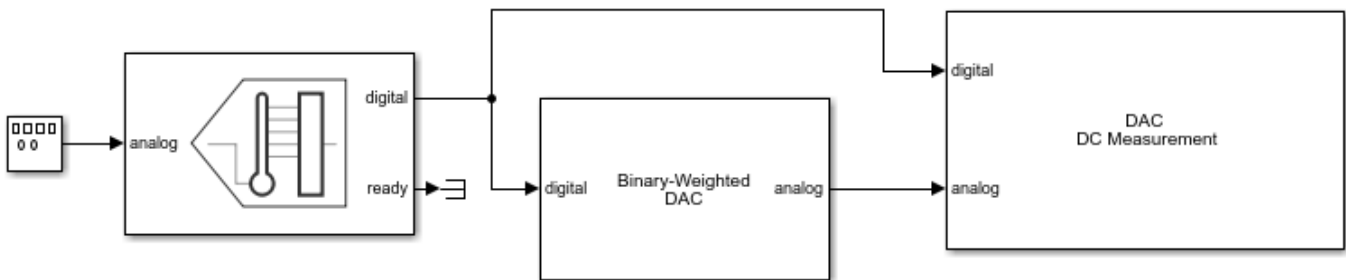 analog
digital
ready
digital
Binary-Weighted
DAC
analog
digital
analog
DAC
DC Measurement